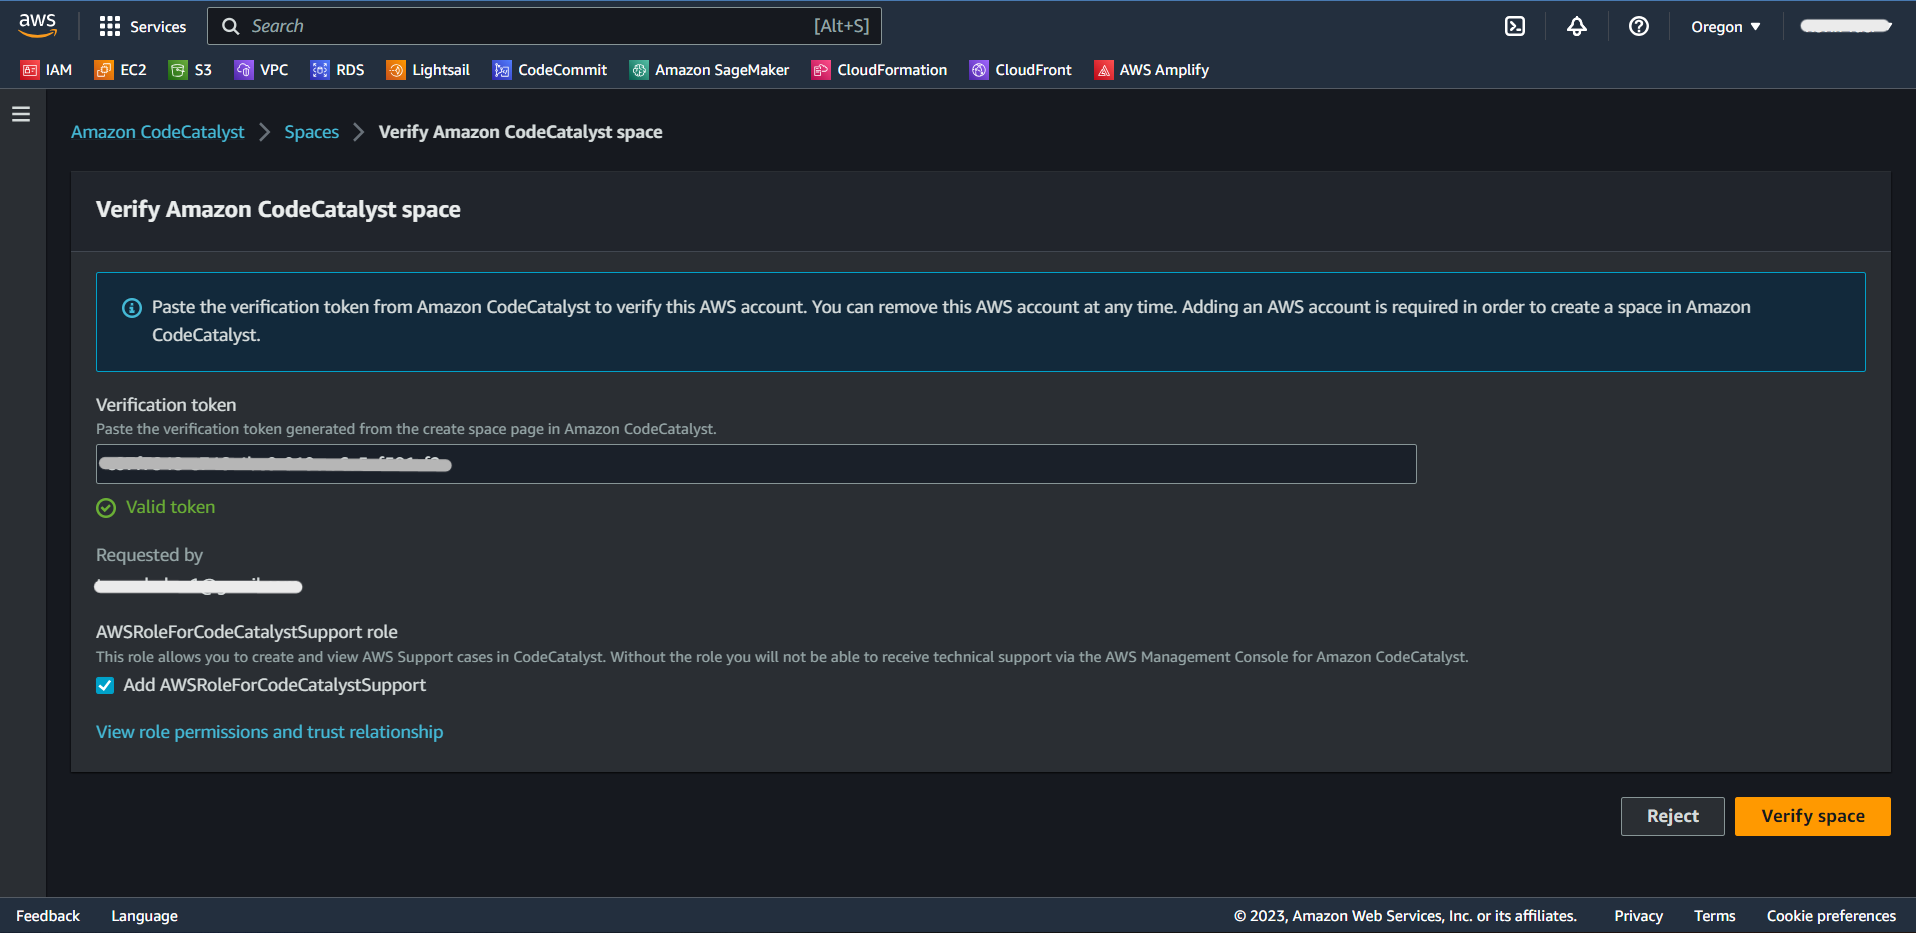 aws
Services
Search [Alt+S]
Oregon
IAM EC2 S3 VPC RDS Lightsail CodeCommit Amazon SageMaker CloudFormation CloudFront AWS Amplify
Amazon CodeCatalyst Spaces Verify Amazon CodeCatalyst space
Verify Amazon CodeCatalyst space
Paste the verification token from Amazon CodeCatalyst to verify this AWS account. You can remove this AWS account at any time. Adding an AWS account is required in order to create a space in Amazon
CodeCatalyst.
Verification token
Paste the verification token generated from the create space page in Amazon CodeCatalyst.
Valid token
Requested by
AWSRoleForCodeCatalystSupport role
This role allows you to create and view AWS Support cases in CodeCatalyst. Without the role you will not be able to receive technical support via the AWS Management Console for Amazon CodeCatalyst.
Add AWSRoleForCodeCatalystSupport
View role permissions and trust relationship
Reject Verify space
Feedback Language © 2023, Amazon Web Services, Inc. or its affiliates. Privacy Terms Cookie preferences